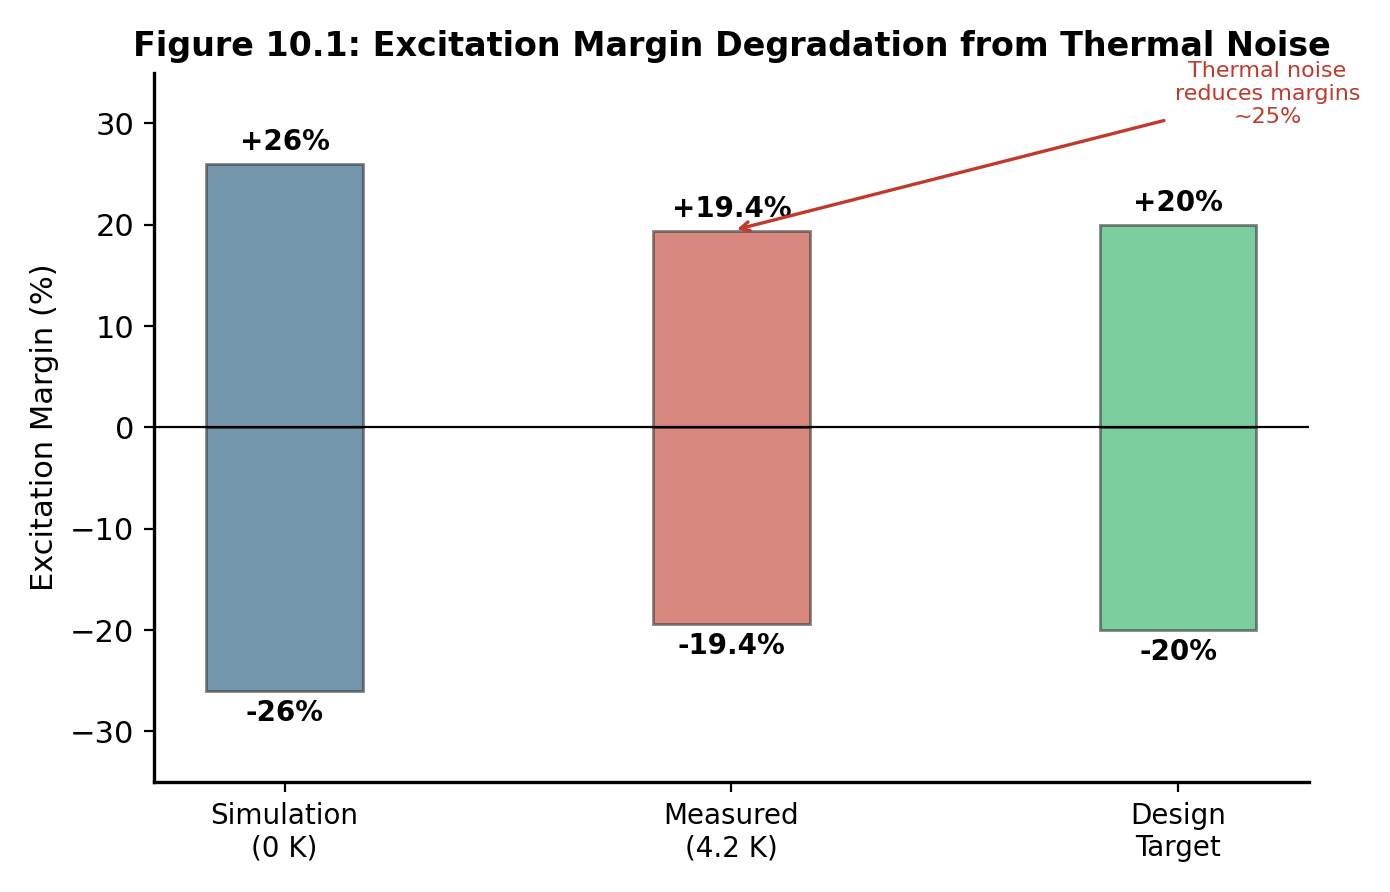 Figure 10.1: Excitation Margin Degradation from Thermal Noise
Thermal noise
reduces margins
~25%
Excitation Margin (%)
30
20
10
0
−10
−20
−30
+26%
-26%
+19.4%
-19.4%
+20%
-20%
Simulation
(0 K)
Measured
(4.2 K)
Design
Target